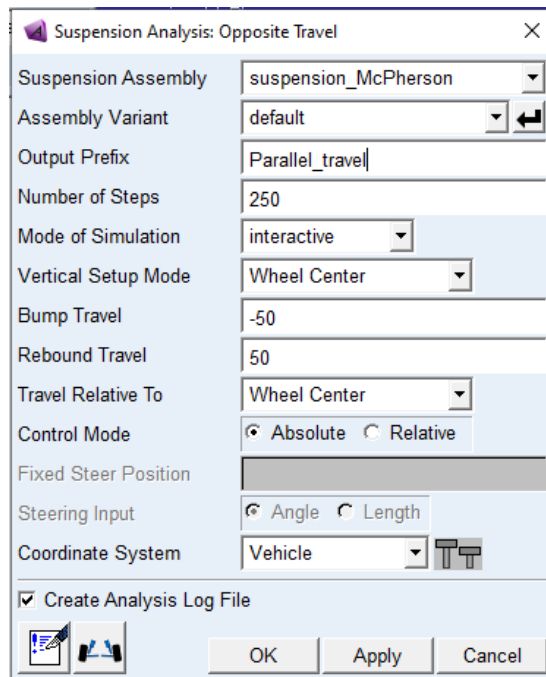 Suspension Analysis: Opposite Travel
Suspension Assembly suspension_McPherson
Assembly Variant default
Output Prefix Parallel_travel
Number of Steps 250
Mode of Simulation interactive
Vertical Setup Mode Wheel Center
Bump Travel -50
Rebound Travel 50
Travel Relative To Wheel Center
Control Mode Absolute Relative
Fixed Steer Position
Steering Input Angle Length
Coordinate System Vehicle
Create Analysis Log File
OK Apply Cancel